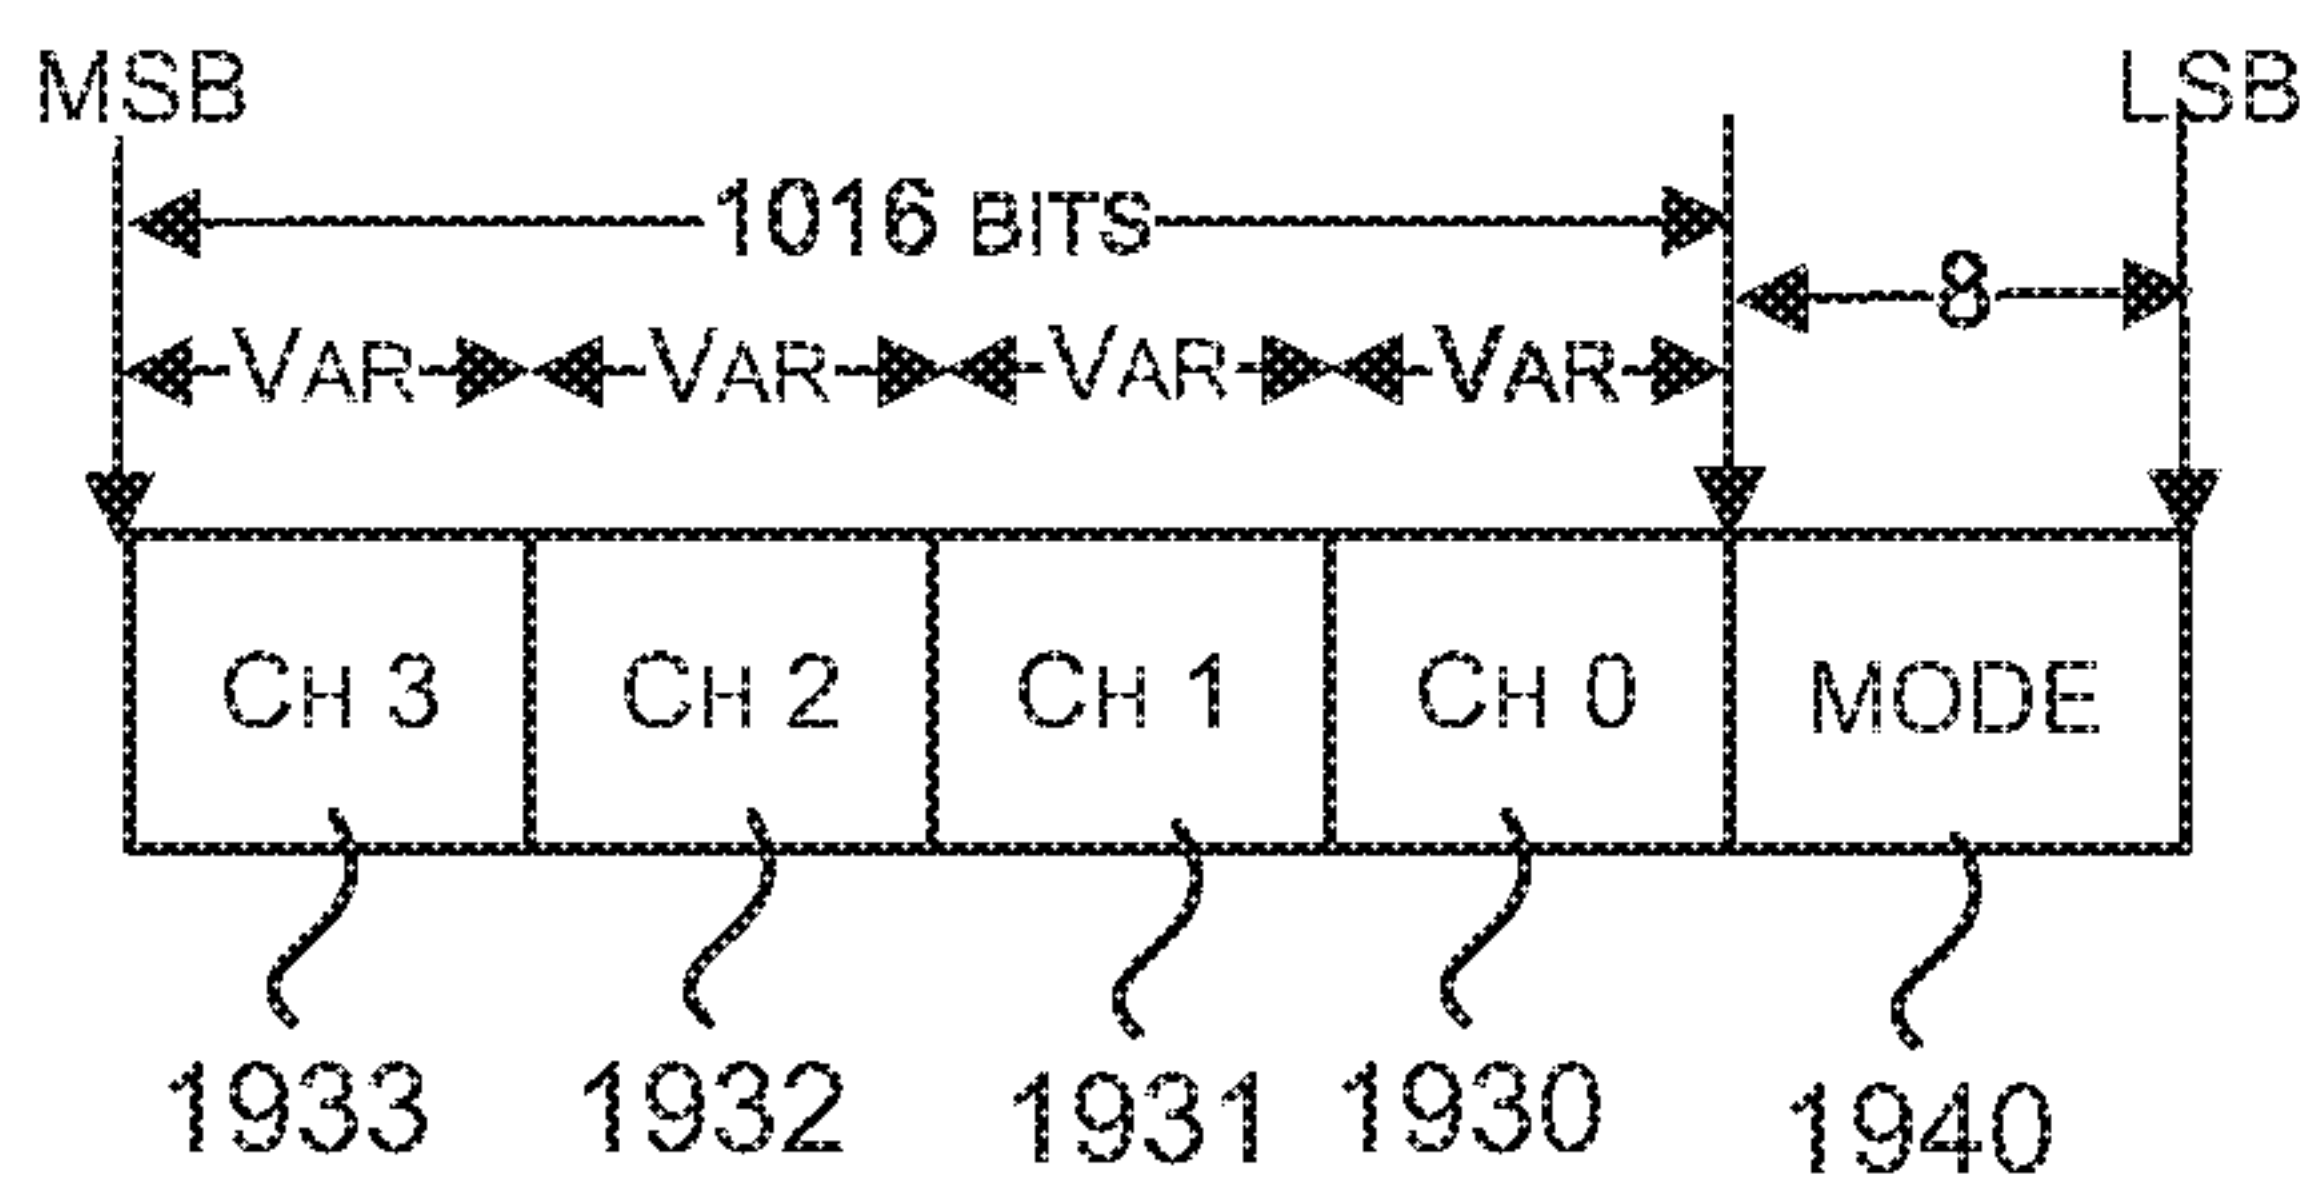 MSB LSB
1016 BITS
8
VAR VAR VAR VAR
CH 3 CH 2 CH 1 CH 0 MODE
1933 1932 1931 1930 1940